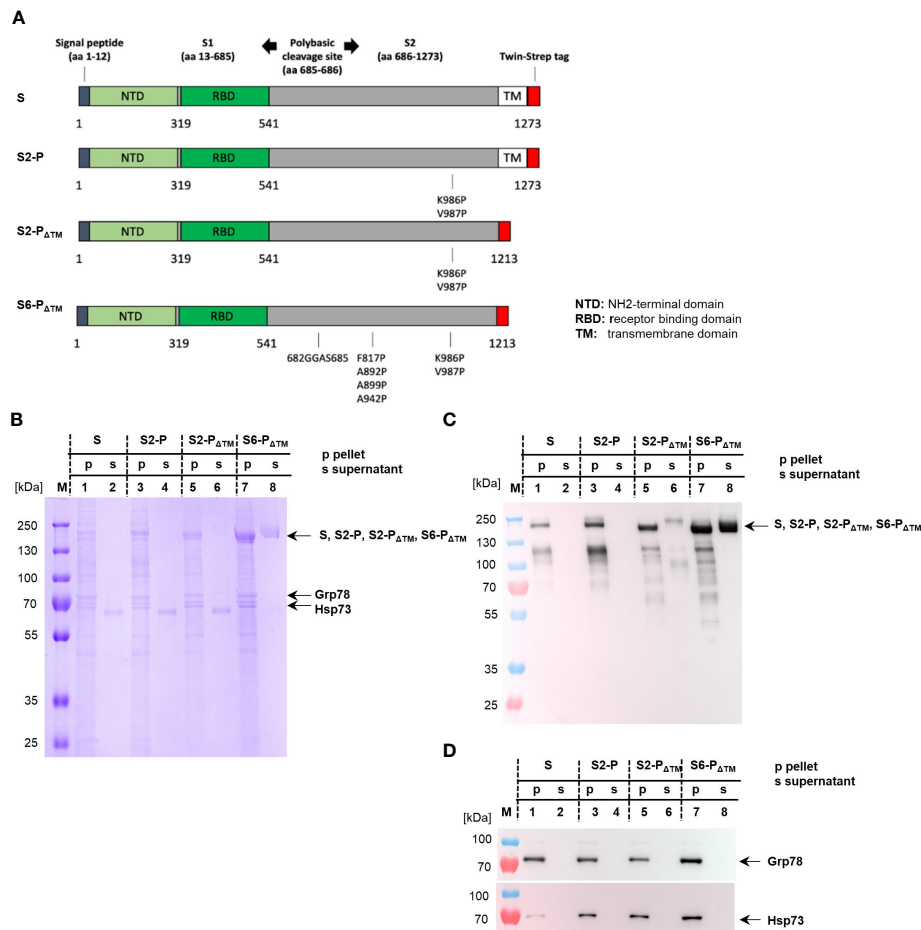 A
Signal peptide (aa 1-12)
S1 (aa 13-685)
Polybasic cleavage site (aa 685-686)
S2 (aa 686-1273)
Twin-Strep tag
S
NTD RBD TM
1 319 541 1273
S2-P
NTD RBD TM
1 319 541 1273
K986P
V987P
S2-PΔTM
NTD RBD
1 319 541 1213
K986P
V987P
S6-PΔTM
NTD RBD
1 319 541 1213
682GGAS685
F817P
A892P
A899P
A942P
K986P
V987P
NTD: NH2-terminal domain
RBD: receptor binding domain
TM: transmembrane domain
B
S S2-P S2-PΔTM S6-PΔTM
p s p s p s p s
p pellet
s supernatant
[kDa] M 1 2 3 4 5 6 7 8
250
130
100
70
55
35
25
S, S2-P, S2-PΔTM, S6-PΔTM
Grp78
Hsp73
C
S S2-P S2-PΔTM S6-PΔTM
p s p s p s p s
p pellet
s supernatant
[kDa] M 1 2 3 4 5 6 7 8
250
130
100
70
55
35
25
S, S2-P, S2-PΔTM, S6-PΔTM
D
S S2-P S2-PΔTM S6-PΔTM
p s p s p s p s
p pellet
s supernatant
[kDa] M 1 2 3 4 5 6 7 8
100
70
Grp78
100
70
Hsp73